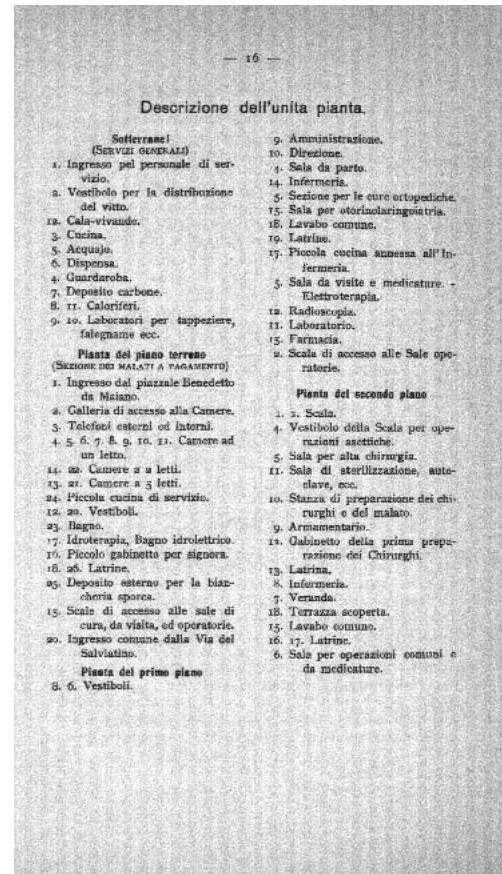 — 16 —
Descrizione dell'unita pianta.
Sotterranei
(SERVIZI GENERALI)
1. Ingresso pel personale di ser-
vizio.
2. Vestibolo per la distribuzione
del vitto.
12. Cala-vivande.
3. Cucina.
5. Acquajo.
6. Dispensa.
4. Guardaroba.
7. Deposito carbone.
8. 11. Caloriferi.
9. 10. Laboratori per tappeziere,
falegname ecc.
Pianta del piano terreno
(SEZIONE DEI MALATI A PAGAMENTO)
1. Ingresso dal piazzale Benedetto
da Maiano.
2. Galleria di accesso alla Camere.
3. Telefoni esterni ed interni.
4. 5. 6. 7. 8. 9. 10. 11. Camere ad
un letto.
14. 22. Camere a 2 letti.
13. 21. Camere a 5 letti.
24. Piccola cucina di servizio.
12. 20. Vestiboli.
23. Bagno.
17. Idroterapia, Bagno idrolettrico.
16. Piccolo gabinetto per signora.
18. 26. Latrine.
25. Deposito esterno per la bian-
cheria sporca.
15. Scale di accesso alle sale di
cura, da visita, ed operatorie.
20. Ingresso comune dalla Via del
Salviatino.
Pianta del primo piano
8. 6. Vestiboli.
9. Amministrazione.
10. Direzione.
4. Sala da parto.
14. Infermeria.
5. Sezione per le cure ortopediche.
15. Sala per otorinolaringoiatria.
18. Lavabo comune.
19. Latrine.
17. Piccola cucina annessa all'In-
fermeria.
5. Sala da visite e medicature. -
Elettroterapia.
12. Radioscopia.
11. Laboratorio.
15. Farmacia.
2. Scala di accesso alle Sale ope-
ratorie.
Pianta del secondo piano
1. 2. Scala.
4. Vestibolo della Scala per ope-
razioni asettiche.
5. Sala per alta chirurgia.
11. Sala di sterilizzazione, auto-
clave, ecc.
10. Stanza di preparazione dei chi-
rurghi e del malato.
9. Armamentario.
12. Gabinetto della prima prepa-
razione dei Chirurghi.
13. Latrina.
8. Infermeria.
7. Veranda.
18. Terrazza scoperta.
15. Lavabo comune.
16. 17. Latrine.
6. Sala per operazioni comuni e
da medicature.